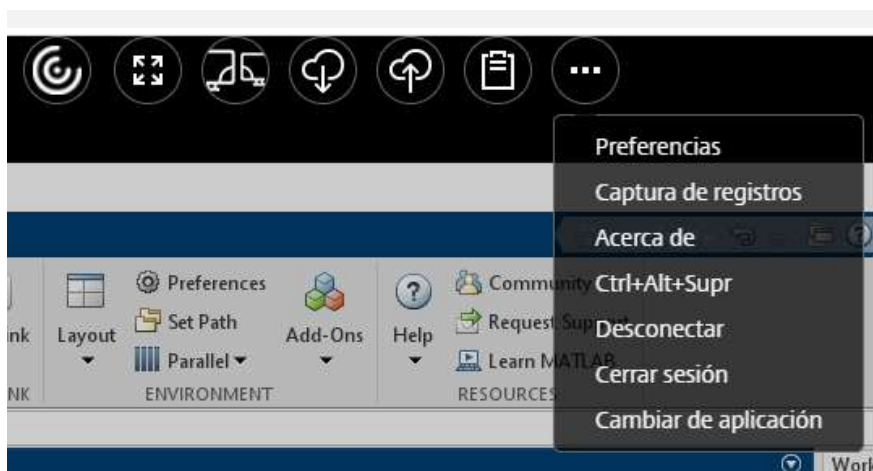 Preferencias
Captura de registros
Acerca de
Ctrl+Alt+Supr
Desconectar
Cerrar sesión
Cambiar de aplicación
nk
Layout
Preferences
Set Path
Parallel
Add-Ons
Help
Community
Request Support
Learn MATLAB
NK
ENVIRONMENT
RESOURCES
Work